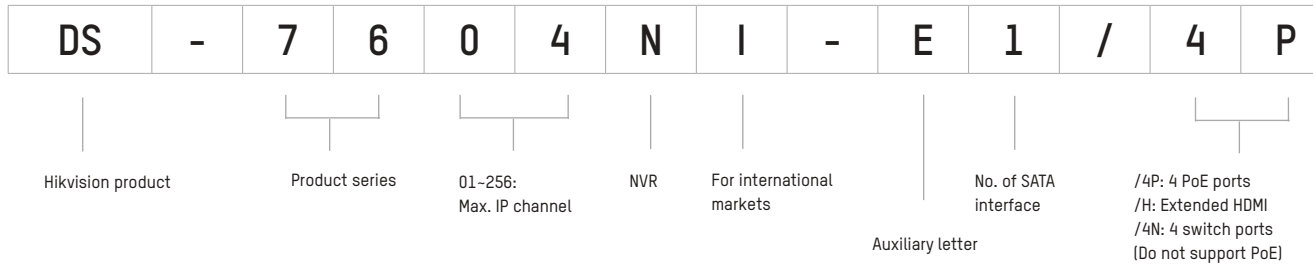 DS - 7 6 0 4 N I - E 1 / 4 P
Hikvision product
Product series
01~256:
Max. IP channel
NVR
For international
markets
Auxiliary letter
No. of SATA
interface
/4P: 4 PoE ports
/H: Extended HDMI
/4N: 4 switch ports
(Do not support PoE)